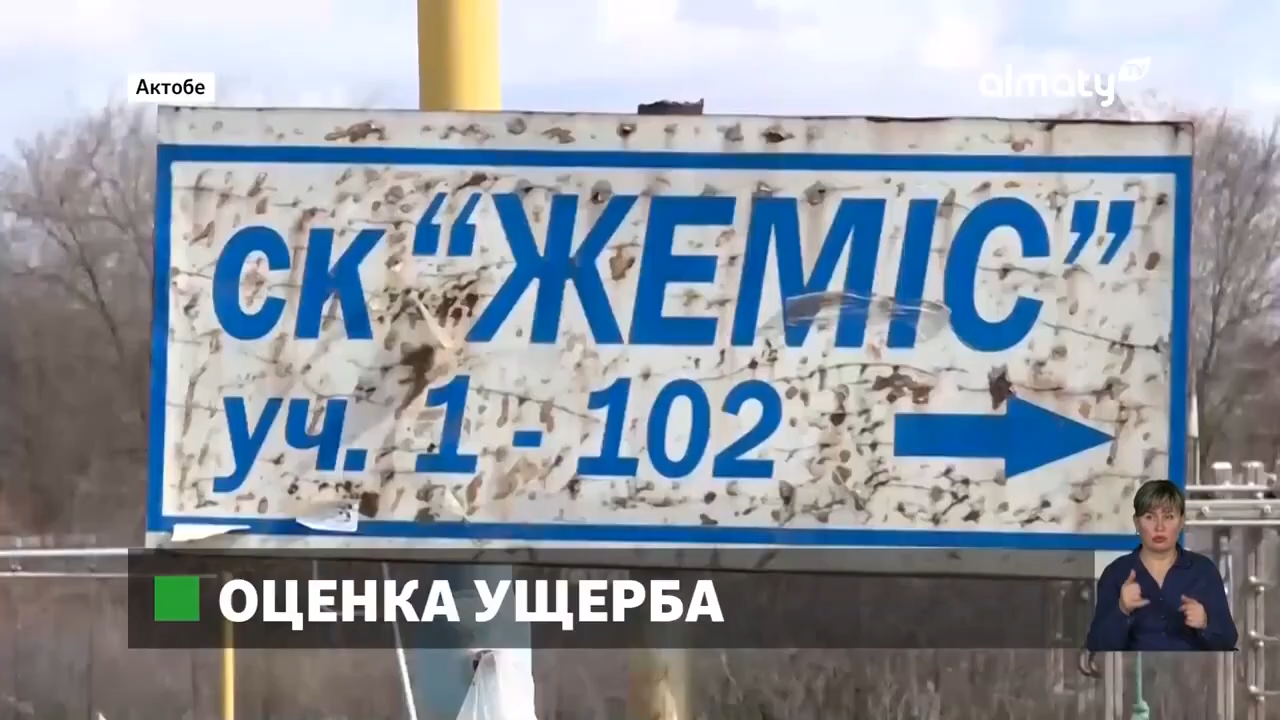 Актобе
almaty TV
СК “ЖЕМІС”
уч. 1 - 102
ОЦЕНКА УЩЕРБА